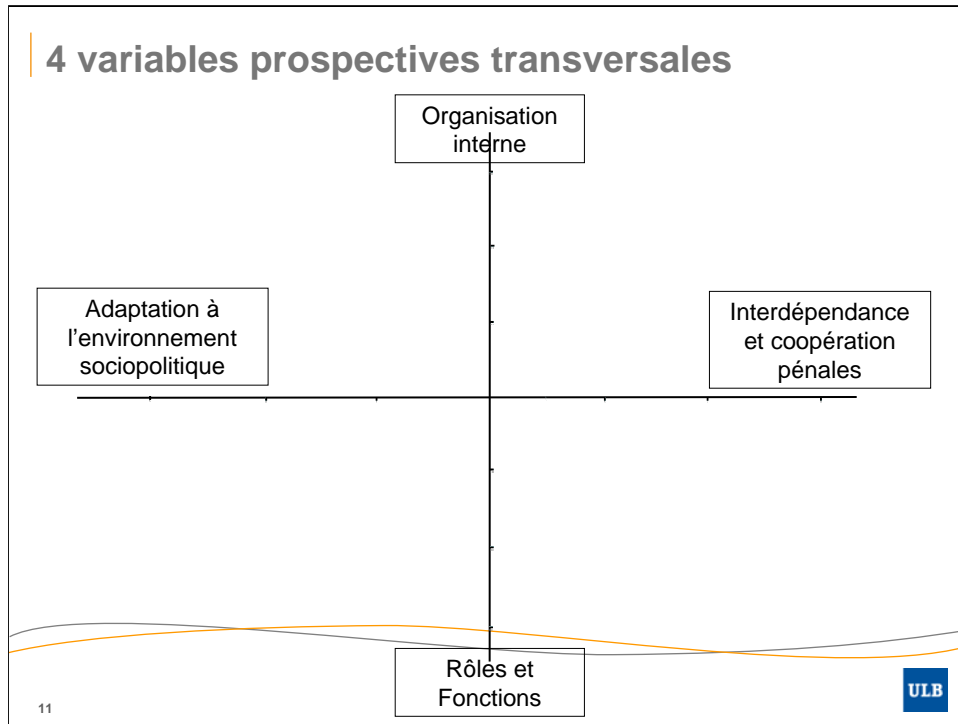 4 variables prospectives transversales
Organisation
interne
Adaptation à
l’environnement
sociopolitique
Interdépendance
et coopération
pénales
Rôles et
Fonctions
11
ULB